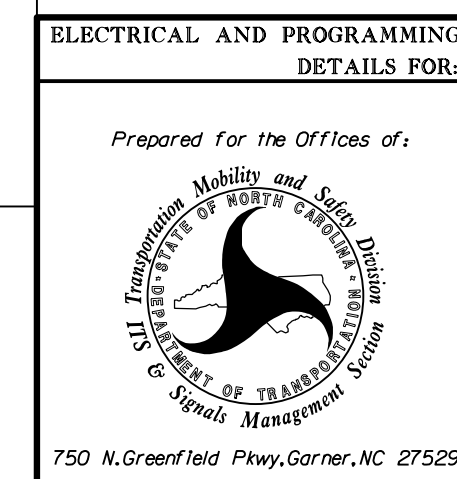 ELECTRICAL AND PROGRAMMING
DETAILS FOR:
Prepared for the Offices of:
Transportation Mobility and Safety Division
STATE OF NORTH CAROLINA
DEPARTMENT OF TRANSPORTATION
ITS & Signals Management Section
750 N.Greenfield Pkwy,Garner,NC 27529